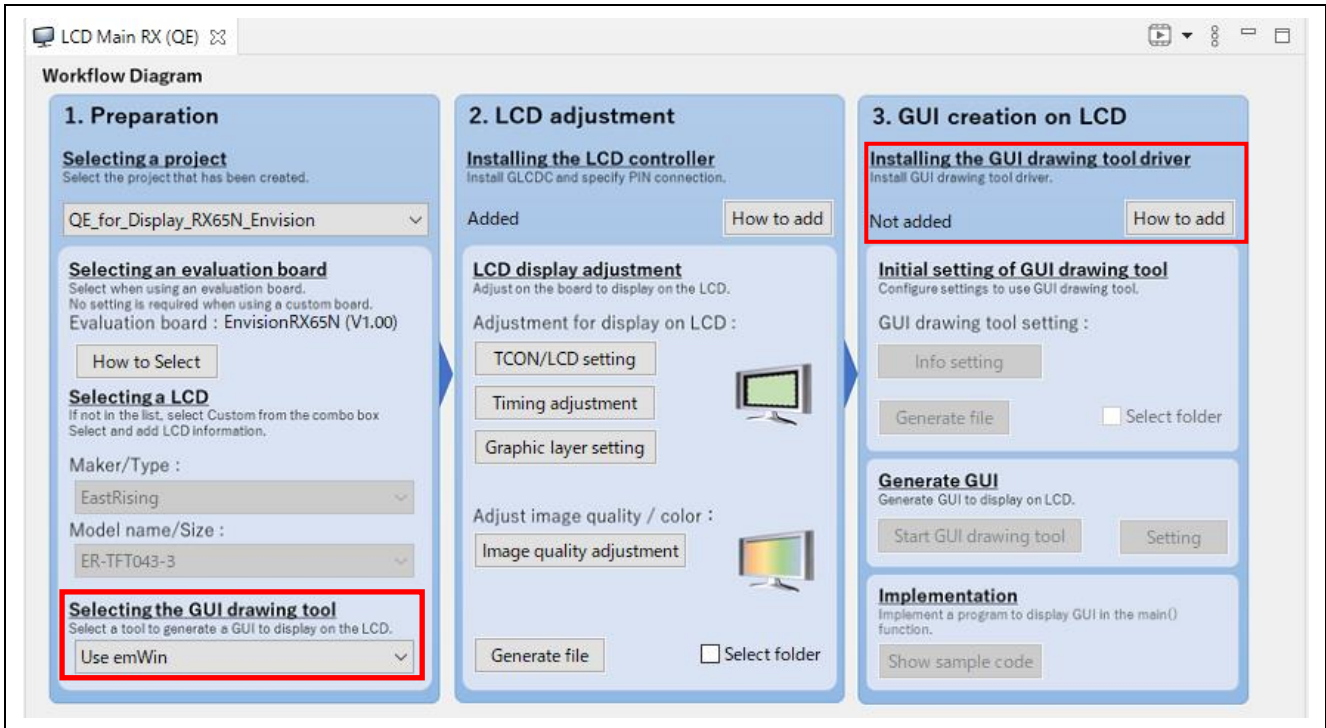 LCD Main RX (QE)
Workflow Diagram
1. Preparation
Selecting a project
Select the project that has been created.
QE_for_Display_RX65N_Envision
Selecting an evaluation board
Select when using an evaluation board.
No setting is required when using a custom board.
Evaluation board : EnvisionRX65N (V1.00)
How to Select
Selecting a LCD
If not in the list, select Custom from the combo box
Select and add LCD information.
Maker/Type :
EastRising
Model name/Size :
ER-TFT043-3
Selecting the GUI drawing tool
Select a tool to generate a GUI to display on the LCD.
Use emWin
2. LCD adjustment
Installing the LCD controller
Install GLCDC and specify PIN connection.
Added
How to add
LCD display adjustment
Adjust on the board to display on the LCD.
Adjustment for display on LCD :
TCON/LCD setting
Timing adjustment
Graphic layer setting
Adjust image quality / color :
Image quality adjustment
Generate file
Select folder
3. GUI creation on LCD
Installing the GUI drawing tool driver
Install GUI drawing tool driver.
Not added
How to add
Initial setting of GUI drawing tool
Configure settings to use GUI drawing tool.
GUI drawing tool setting :
Info setting
Generate file
Select folder
Generate GUI
Generate GUI to display on LCD.
Start GUI drawing tool
Setting
Implementation
Implement a program to display GUI in the main()
function.
Show sample code